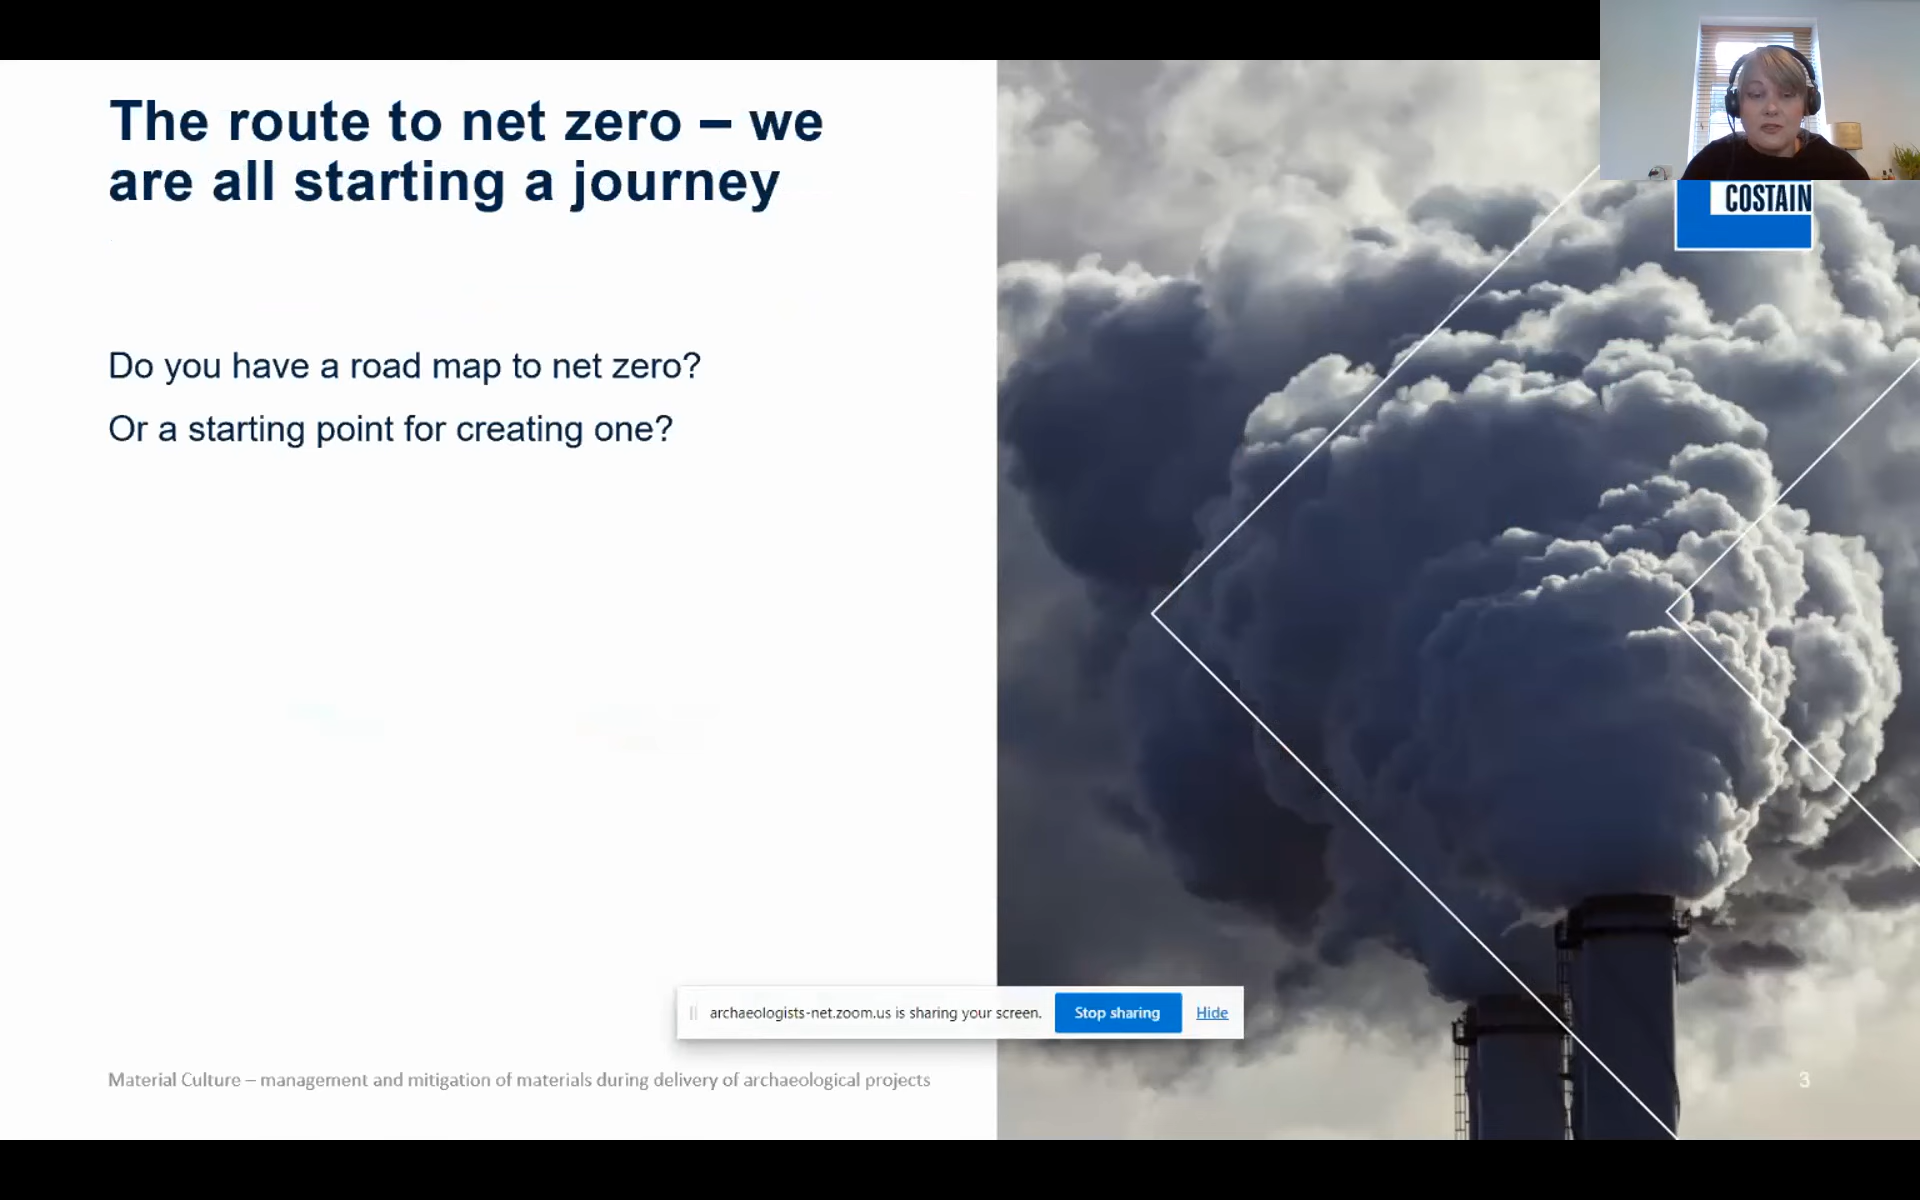 The route to net zero – we
are all starting a journey
COSTAIN
Do you have a road map to net zero?
Or a starting point for creating one?
archaeologists-net.zoom.us is sharing your screen.
Stop sharing
Hide
Material Culture – management and mitigation of materials during delivery of archaeological projects
3